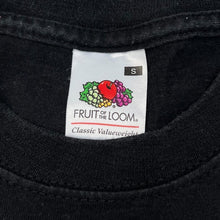 S
FRUIT OF THE LOOM®
Classic Valueweight